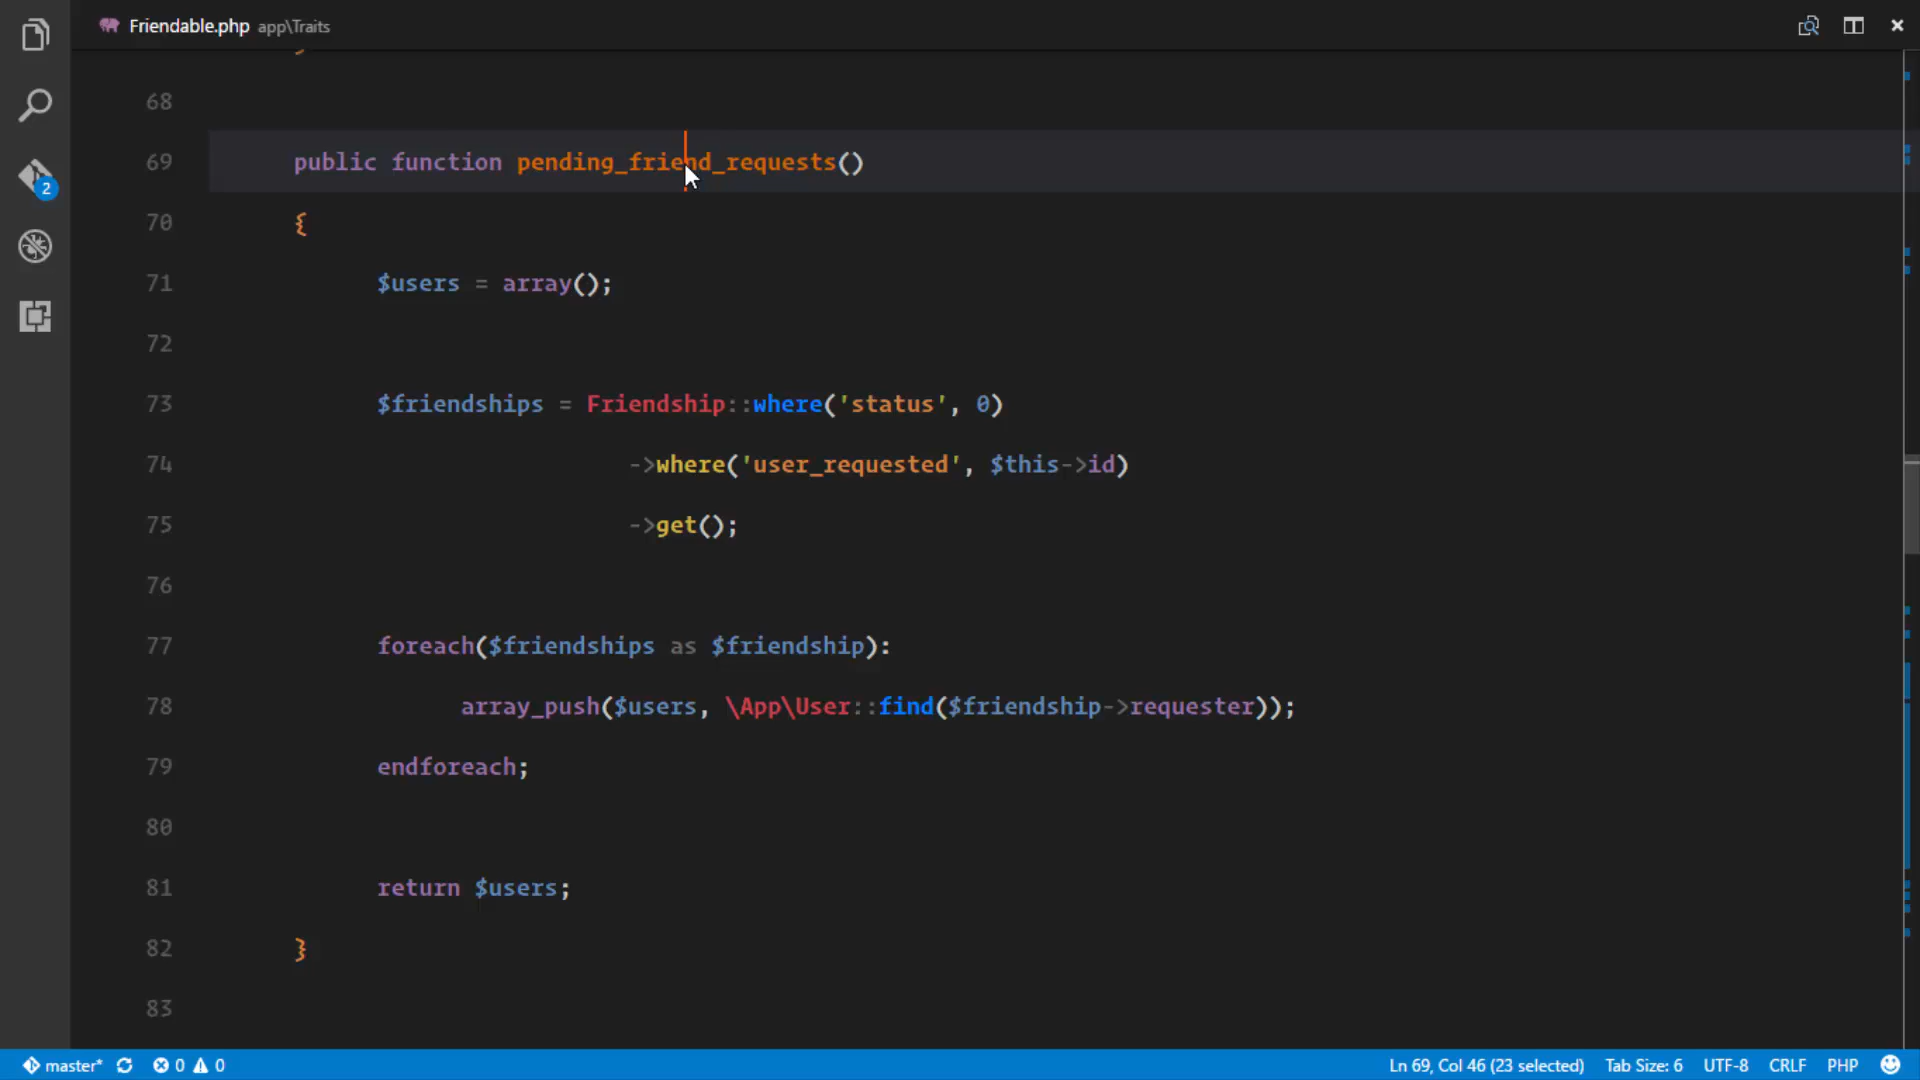 Friendable.php app\Traits
68
69 public function pending_friend_requests()
70 {
71 $users = array();
72
73 $friendships = Friendship::where('status', 0)
74 ->where('user_requested', $this->id)
75 ->get();
76
77 foreach($friendships as $friendship):
78 array_push($users, \App\User::find($friendship->requester));
79 endforeach;
80
81 return $users;
82 }
83
2
master* 0 0 Ln 69, Col 46 (23 selected) Tab Size: 6 UTF-8 CRLF PHP